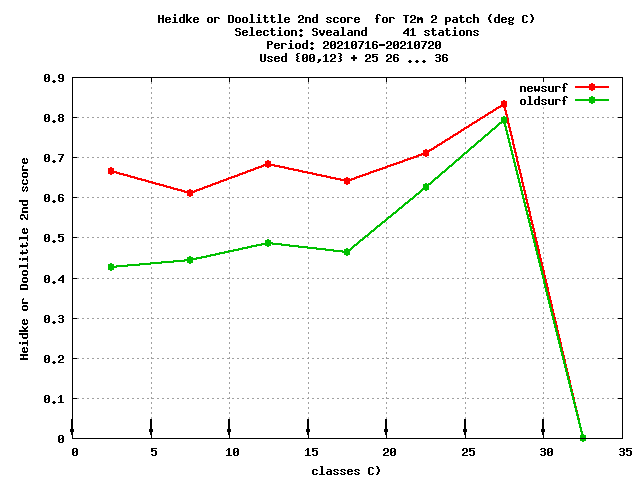 Heidke or Doolittle 2nd score  for T2m 2 patch (deg C)
Selection: Svealand     41 stations
Period: 20210716-20210720
Used {00,12} + 25 26 ... 36
newsurf
oldsurf
Heidke or Doolittle 2nd score
0.9
0.8
0.7
0.6
0.5
0.4
0.3
0.2
0.1
0
0 5 10 15 20 25 30 35
classes C)